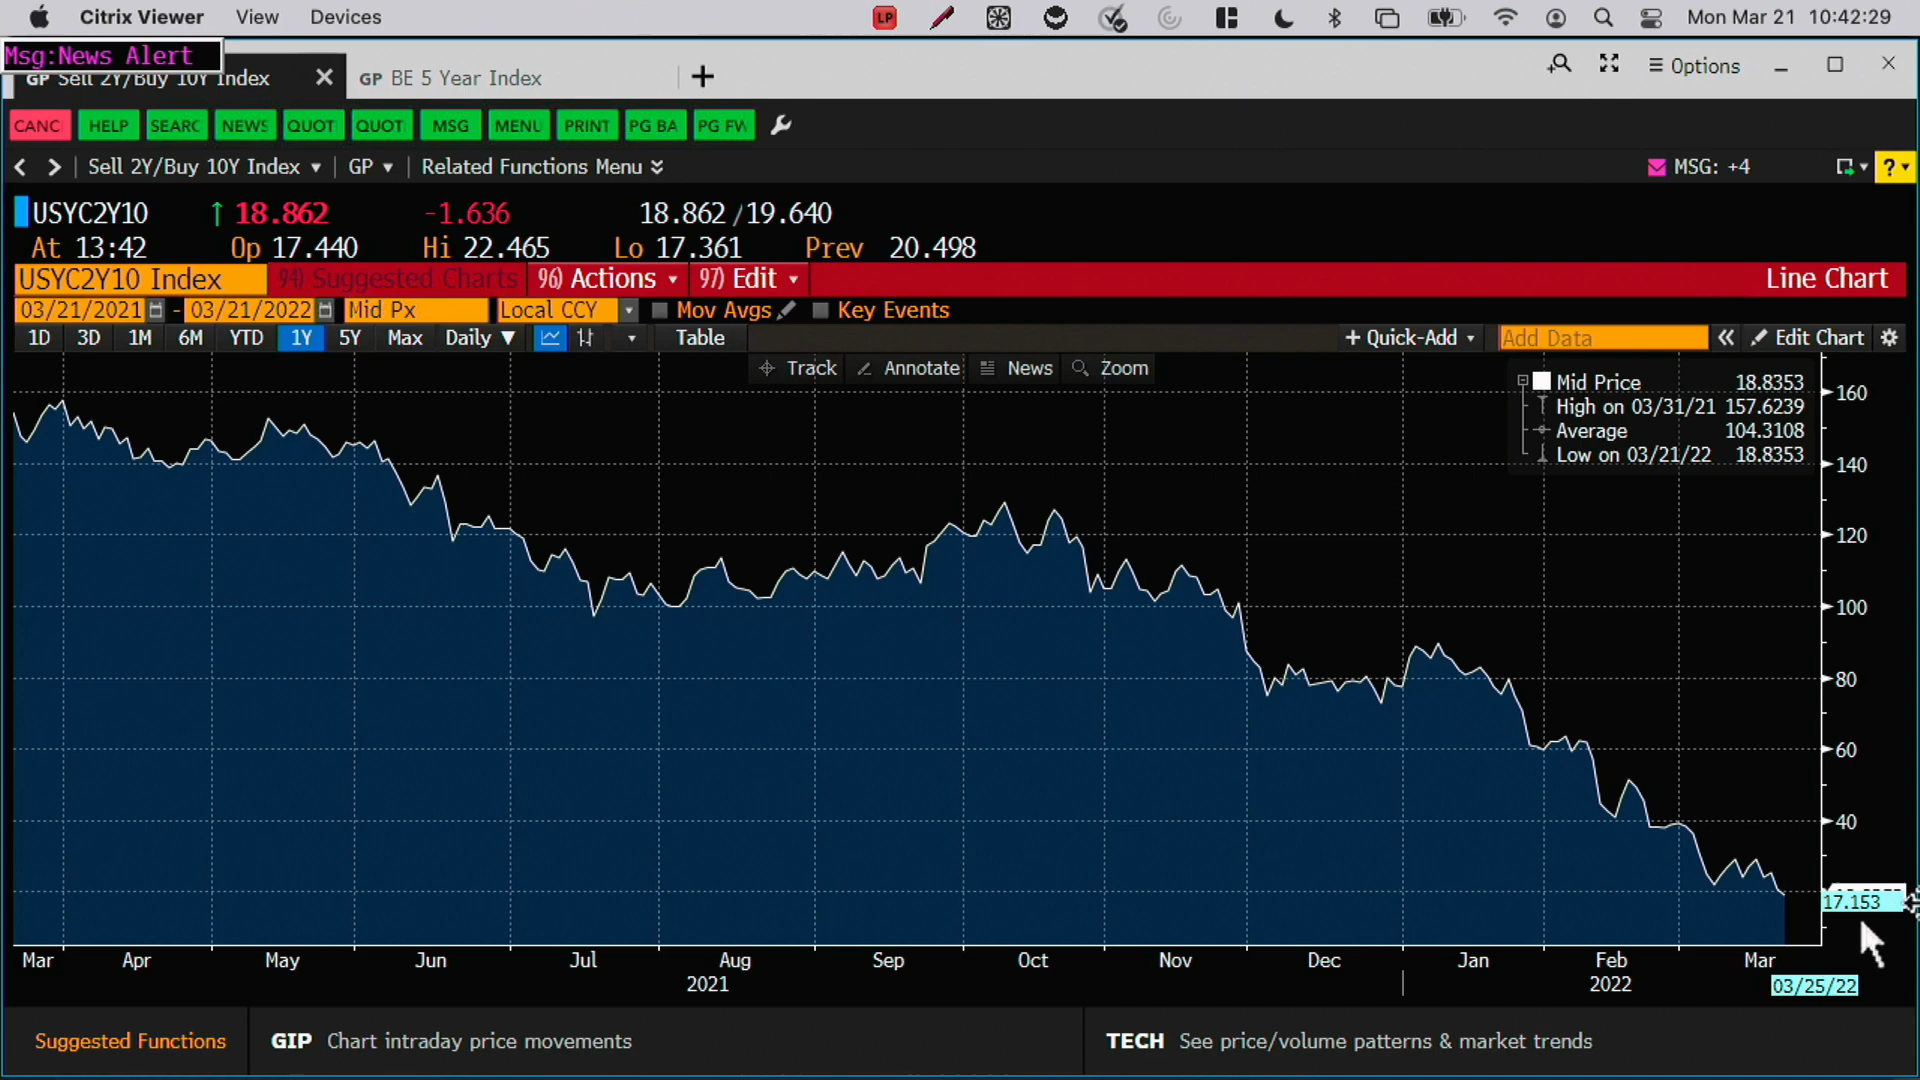 Citrix Viewer View Devices LP Mon Mar 21 10:42:29
Msg:News Alert
GP Sell 2Y/Buy 10Y Index GP BE 5 Year Index Options
CANC HELP SEARC NEWS QUOT QUOT MSG MENU PRINT PG BA PG FW
Sell 2Y/Buy 10Y Index GP Related Functions Menu MSG: +4 ?
USYC2Y10 ↑ 18.862 -1.636 18.862 /19.640
At 13:42 Op 17.440 Hi 22.465 Lo 17.361 Prev 20.498
USYC2Y10 Index 94) Suggested Charts 96) Actions 97) Edit Line Chart
03/21/2021 - 03/21/2022 Mid Px Local CCY Mov Avgs Key Events
1D 3D 1M 6M YTD 1Y 5Y Max Daily ▼ Table + Quick-Add Add Data « Edit Chart
Track Annotate News Zoom
Mid Price 18.8353
High on 03/31/21 157.6239
Average 104.3108
Low on 03/21/22 18.8353
160
140
120
100
80
60
40
17.153
Mar Apr May Jun Jul Aug Sep Oct Nov Dec Jan Feb Mar
2021 2022 03/25/22
Suggested Functions GIP Chart intraday price movements TECH See price/volume patterns & market trends